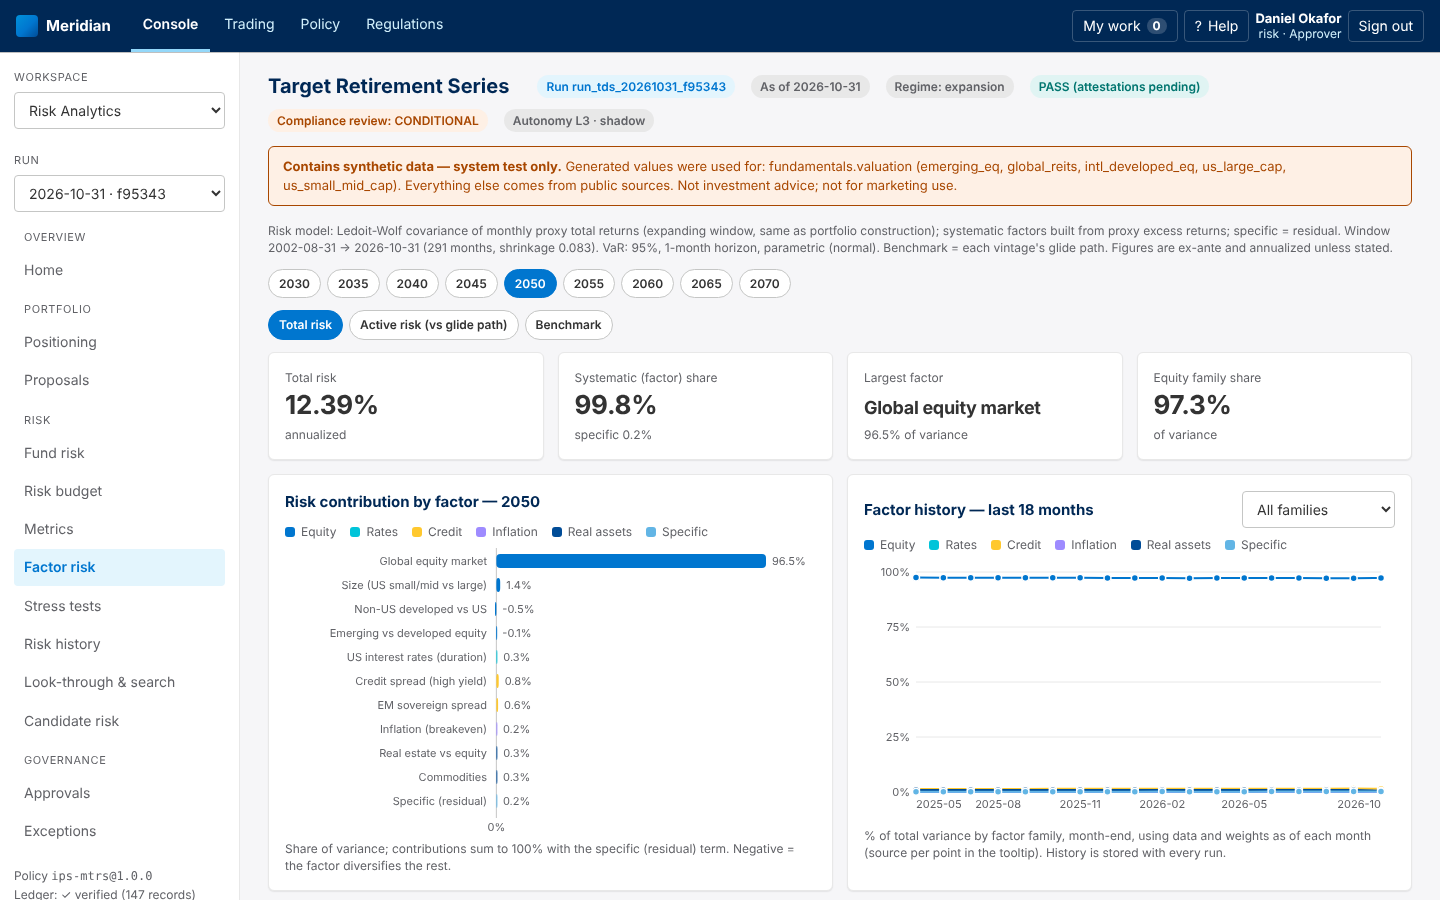 Meridian
Console
Trading
Policy
Regulations
My work 0
? Help
Daniel Okafor
risk · Approver
Sign out
WORKSPACE
Risk Analytics
RUN
2026-10-31 · f95343
OVERVIEW
Home
PORTFOLIO
Positioning
Proposals
RISK
Fund risk
Risk budget
Metrics
Factor risk
Stress tests
Risk history
Look-through & search
Candidate risk
GOVERNANCE
Approvals
Exceptions
Policy ips-mtrs@1.0.0
Ledger: ✓ verified (147 records)
Target Retirement Series
Run run_tds_20261031_f95343
As of 2026-10-31
Regime: expansion
PASS (attestations pending)
Compliance review: CONDITIONAL
Autonomy L3 · shadow
Contains synthetic data — system test only. Generated values were used for: fundamentals.valuation (emerging_eq, global_reits, intl_developed_eq, us_large_cap,
us_small_mid_cap). Everything else comes from public sources. Not investment advice; not for marketing use.
Risk model: Ledoit-Wolf covariance of monthly proxy total returns (expanding window, same as portfolio construction); systematic factors built from proxy excess returns; specific = residual. Window
2002-08-31 → 2026-10-31 (291 months, shrinkage 0.083). VaR: 95%, 1-month horizon, parametric (normal). Benchmark = each vintage's glide path. Figures are ex-ante and annualized unless stated.
2030 2035 2040 2045 2050 2055 2060 2065 2070
Total risk
Active risk (vs glide path)
Benchmark
Total risk
12.39%
annualized
Systematic (factor) share
99.8%
specific 0.2%
Largest factor
Global equity market
96.5% of variance
Equity family share
97.3%
of variance
Risk contribution by factor — 2050
Equity Rates Credit Inflation Real assets Specific
Global equity market 96.5%
Size (US small/mid vs large) 1.4%
Non-US developed vs US -0.5%
Emerging vs developed equity -0.1%
US interest rates (duration) 0.3%
Credit spread (high yield) 0.8%
EM sovereign spread 0.6%
Inflation (breakeven) 0.2%
Real estate vs equity 0.3%
Commodities 0.3%
Specific (residual) 0.2%
0%
Share of variance; contributions sum to 100% with the specific (residual) term. Negative =
the factor diversifies the rest.
Factor history — last 18 months
All families
Equity Rates Credit Inflation Real assets Specific
100%
75%
50%
25%
0%
2025-05 2025-08 2025-11 2026-02 2026-05 2026-10
% of total variance by factor family, month-end, using data and weights as of each month
(source per point in the tooltip). History is stored with every run.